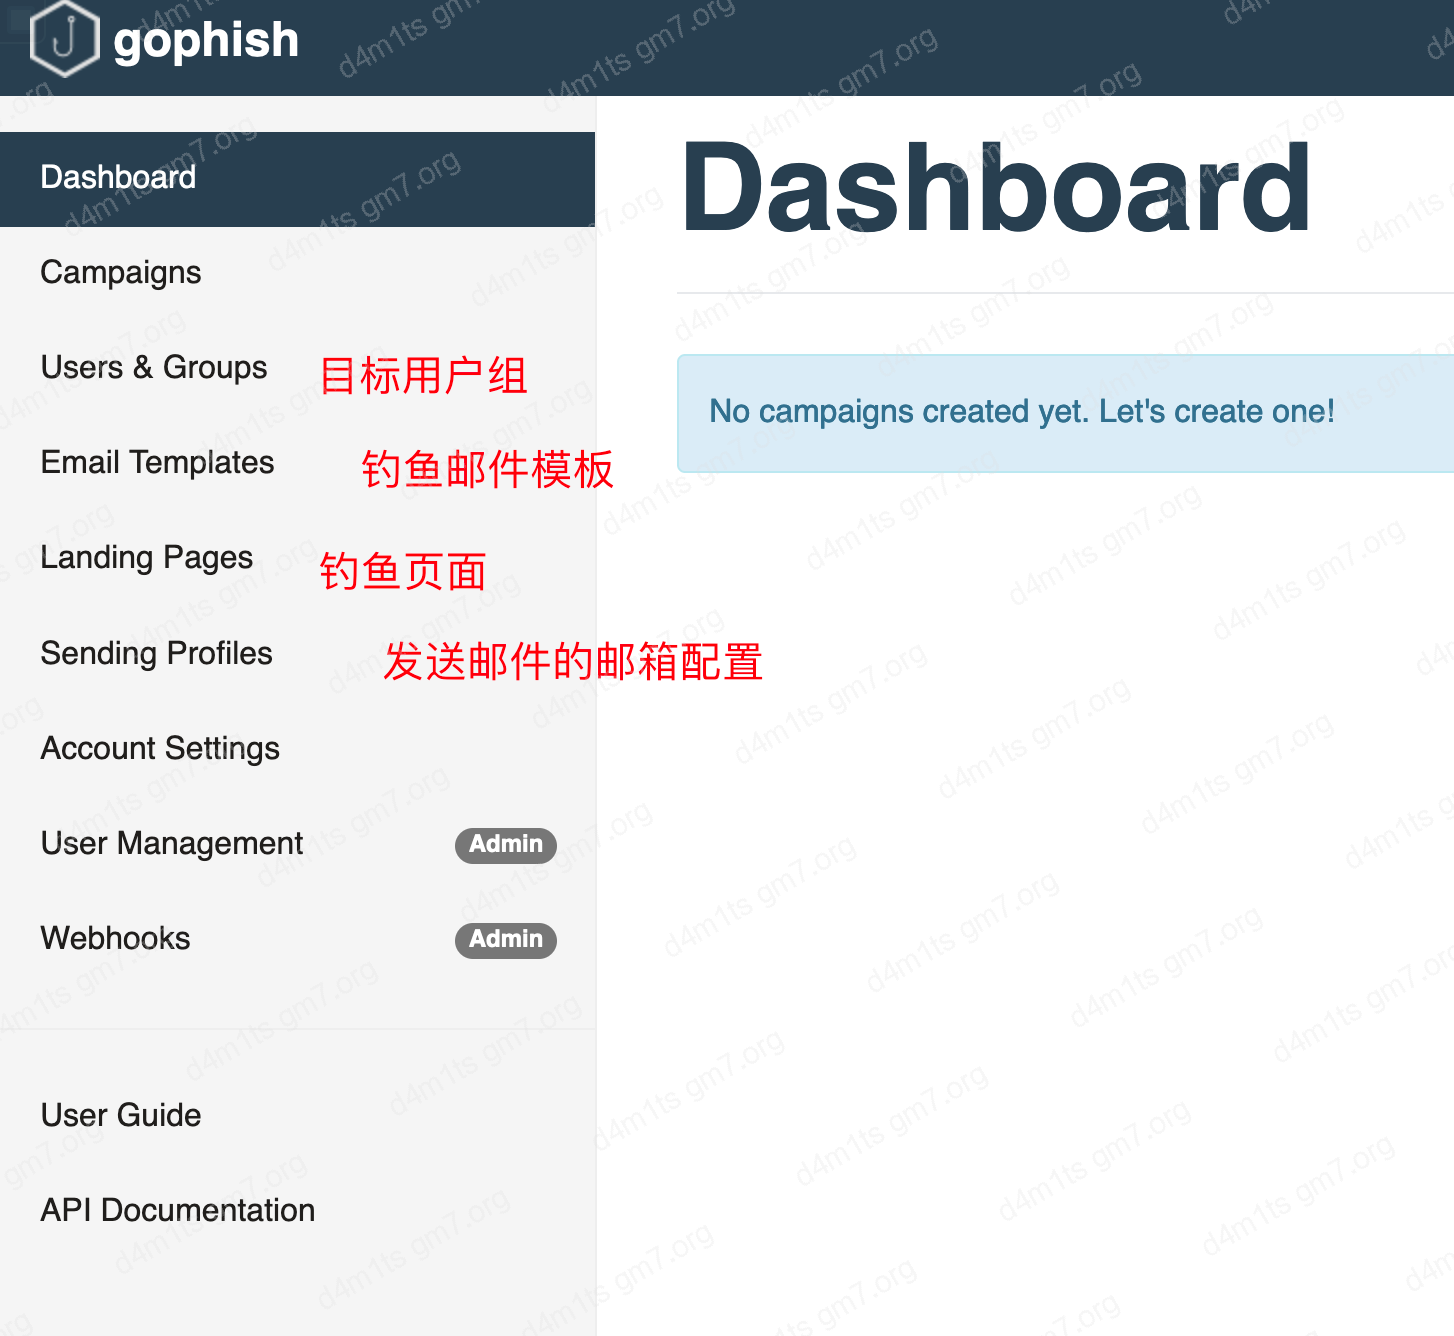 gophish
Dashboard
Dashboard
Campaigns
Users & Groups 目标用户组
No campaigns created yet. Let's create one!
Email Templates 钓鱼邮件模板
Landing Pages 钓鱼页面
Sending Profiles 发送邮件的邮箱配置
Account Settings
User Management Admin
Webhooks Admin
User Guide
API Documentation
d4m1ts gm7.org